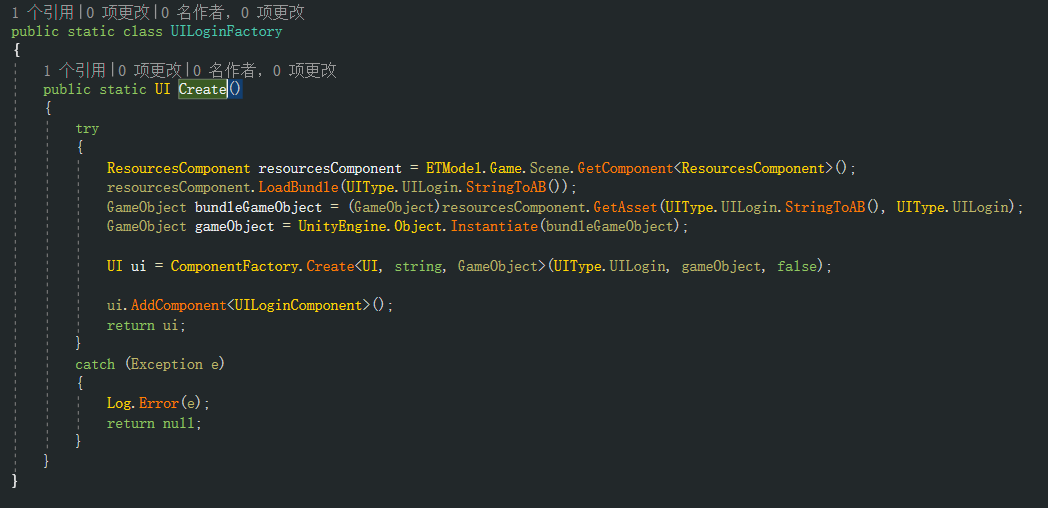 1 个引用|0 项更改|0 名作者, 0 项更改
public static class UILoginFactory
{
1 个引用|0 项更改|0 名作者, 0 项更改
public static UI Create()
{
try
{
ResourcesComponent resourcesComponent = ETModel.Game.Scene.GetComponent<ResourcesComponent>();
resourcesComponent.LoadBundle(UIType.UILogin.StringToAB());
GameObject bundleGameObject = (GameObject)resourcesComponent.GetAsset(UIType.UILogin.StringToAB(), UIType.UILogin);
GameObject gameObject = UnityEngine.Object.Instantiate(bundleGameObject);
UI ui = ComponentFactory.Create<UI, string, GameObject>(UIType.UILogin, gameObject, false);
ui.AddComponent<UILoginComponent>();
return ui;
}
catch (Exception e)
{
Log.Error(e);
return null;
}
}
}